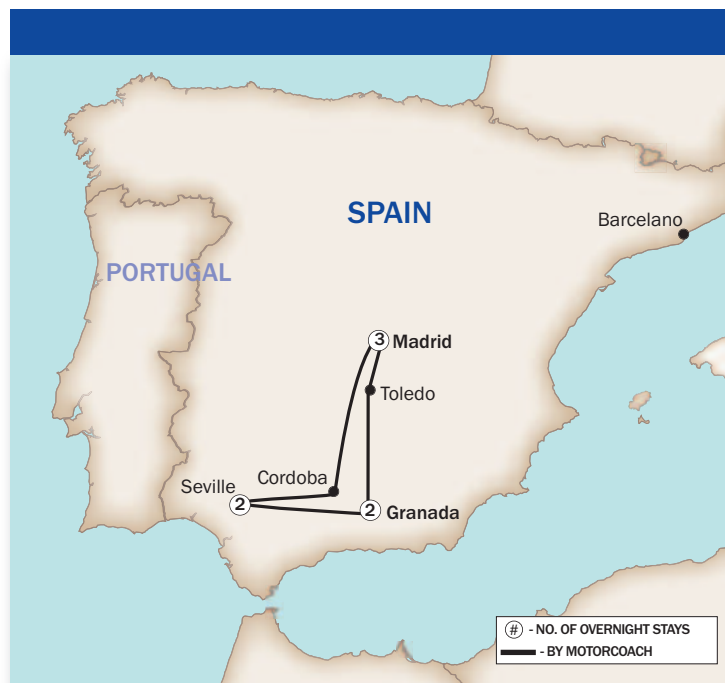 SPAIN
Barcelano
PORTUGAL
3 Madrid
Toledo
Cordoba
Seville
2
2 Granada
# - NO. OF OVERNIGHT STAYS
- BY MOTORCOACH